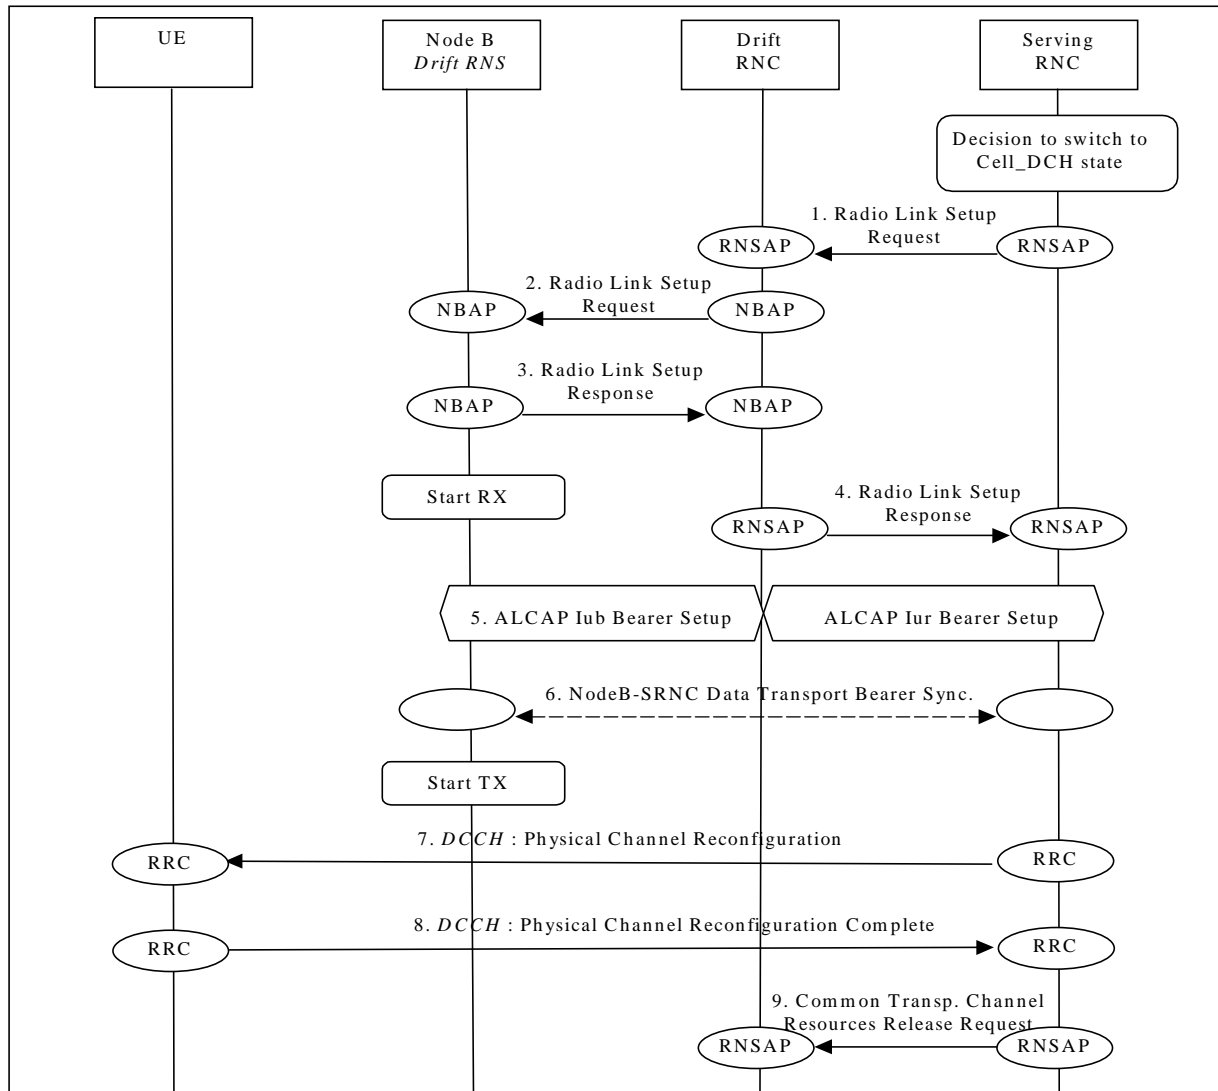 UE
Node B
Drift RNS
Drift
RNC
Serving
RNC
Decision to switch to
Cell_DCH state
1. Radio Link Setup
Request
RNSAP
RNSAP
2. Radio Link Setup
Request
NBAP
NBAP
3. Radio Link Setup
Response
NBAP
NBAP
Start RX
4. Radio Link Setup
Response
RNSAP
RNSAP
5. ALCAP Iub Bearer Setup
ALCAP Iur Bearer Setup
6. NodeB-SRNC Data Transport Bearer Sync.
Start TX
7. DCCH : Physical Channel Reconfiguration
RRC
RRC
8. DCCH : Physical Channel Reconfiguration Complete
RRC
RRC
9. Common Transp. Channel
Resources Release Request
RNSAP
RNSAP